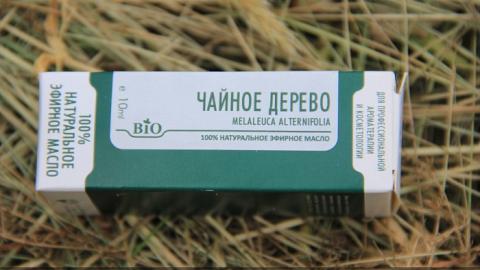 100%
НАТУРАЛЬНОЕ
ЭФИРНОЕ МАСЛО
℮ 10ml
BIO
ЧАЙНОЕ ДЕРЕВО
MELALEUCA ALTERNIFOLIA
100% НАТУРАЛЬНОЕ ЭФИРНОЕ МАСЛО
ДЛЯ ПРОФЕССИОНАЛЬНОЙ
АРОМАТЕРАПИИ
И КОСМЕТОЛОГИИ